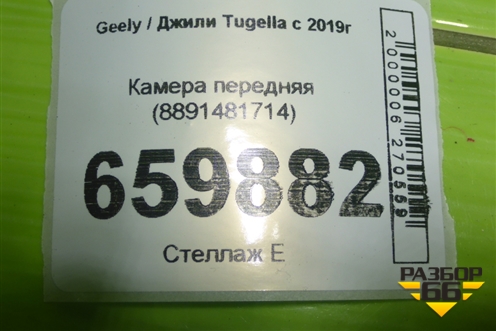 Geely / Джили Tugella с 2019г
Камера передняя
(8891481714)
659882
Стеллаж Е
2000006270559
РАЗБОР
66